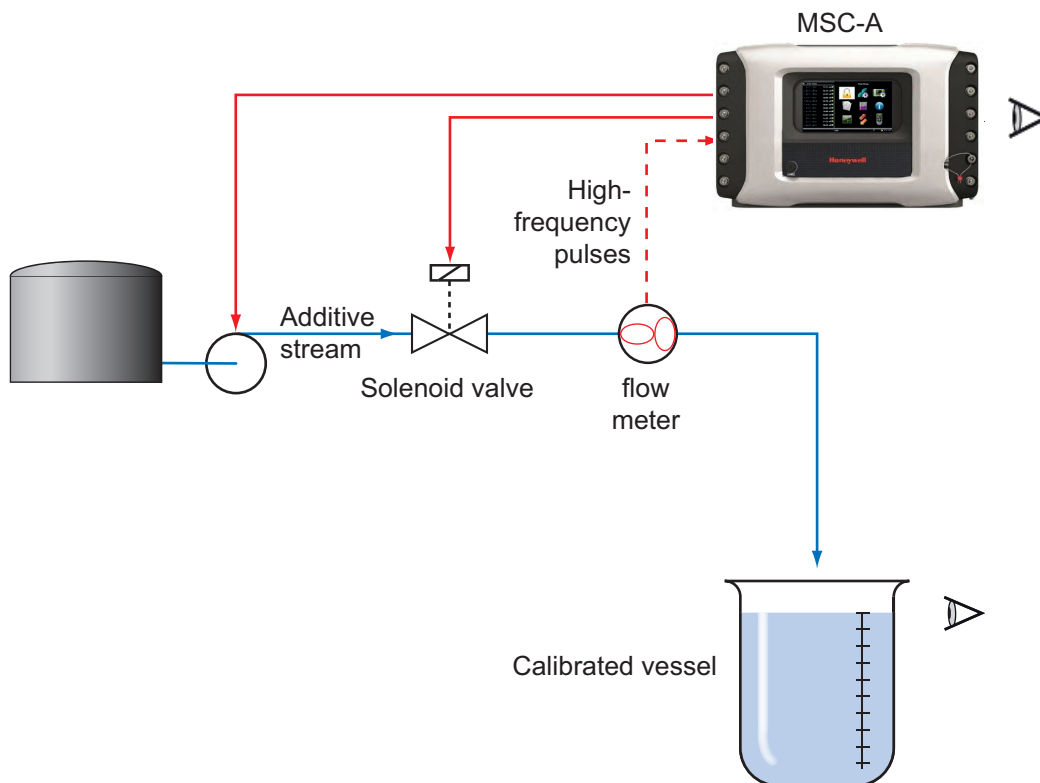 MSC-A
Honeywell
High-
frequency
pulses
Additive
stream
Solenoid valve
flow
meter
Calibrated vessel